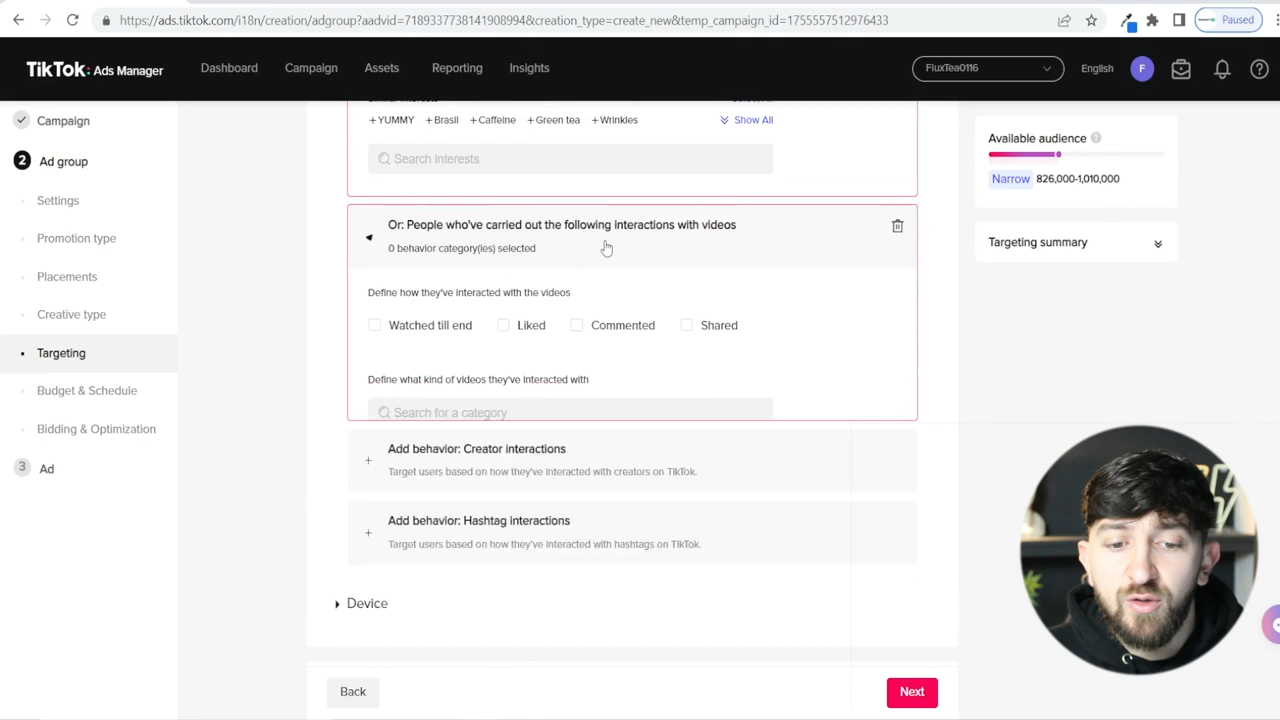 https://ads.tiktok.com/i18n/creation/adgroup?aadvid=7189337738141908994&creation_type=create_new&temp_campaign_id=1755557512976433
Paused
TikTok: Ads Manager
Dashboard
Campaign
Assets
Reporting
Insights
FluxTea0116
English
F
Campaign
2 Ad group
Settings
Promotion type
Placements
Creative type
Targeting
Budget & Schedule
Bidding & Optimization
3 Ad
+YUMMY +Brasil +Caffeine +Green tea +Wrinkles
Show All
Search interests
Or: People who've carried out the following interactions with videos
0 behavior category(ies) selected
Define how they've interacted with the videos
Watched till end
Liked
Commented
Shared
Define what kind of videos they've interacted with
Search for a category
+ Add behavior: Creator interactions
Target users based on how they've interacted with creators on TikTok.
+ Add behavior: Hashtag interactions
Target users based on how they've interacted with hashtags on TikTok.
Device
Back
Next
Available audience
Narrow 826,000-1,010,000
Targeting summary